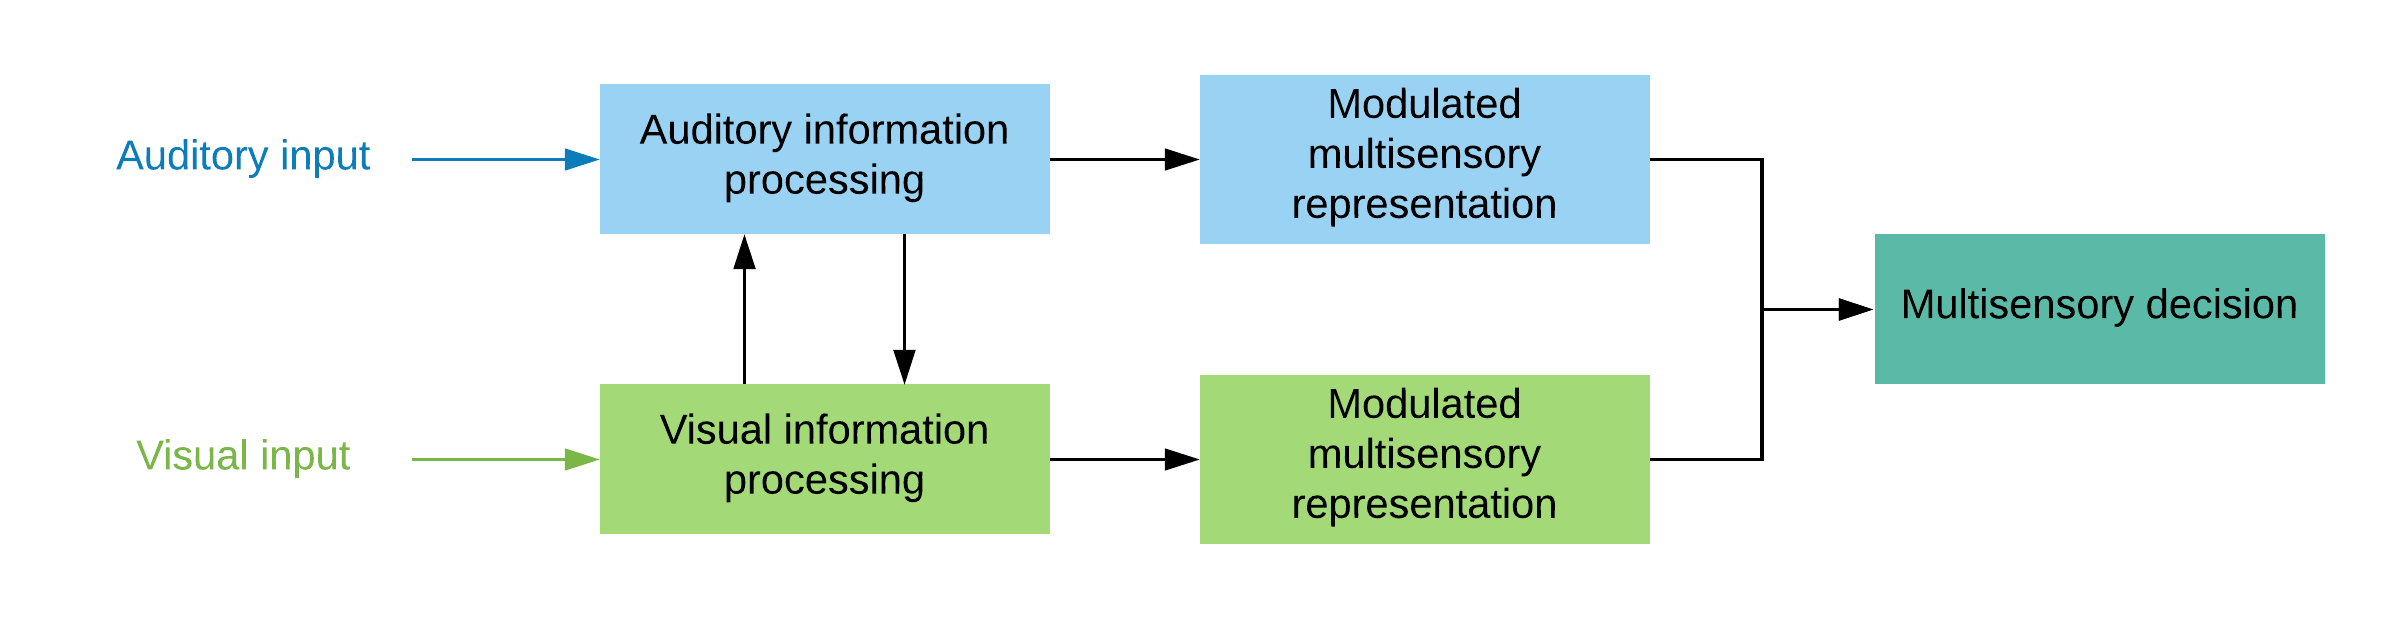 Auditory input
Auditory information
processing
Modulated
multisensory
representation
Multisensory decision
Visual input
Visual information
processing
Modulated
multisensory
representation